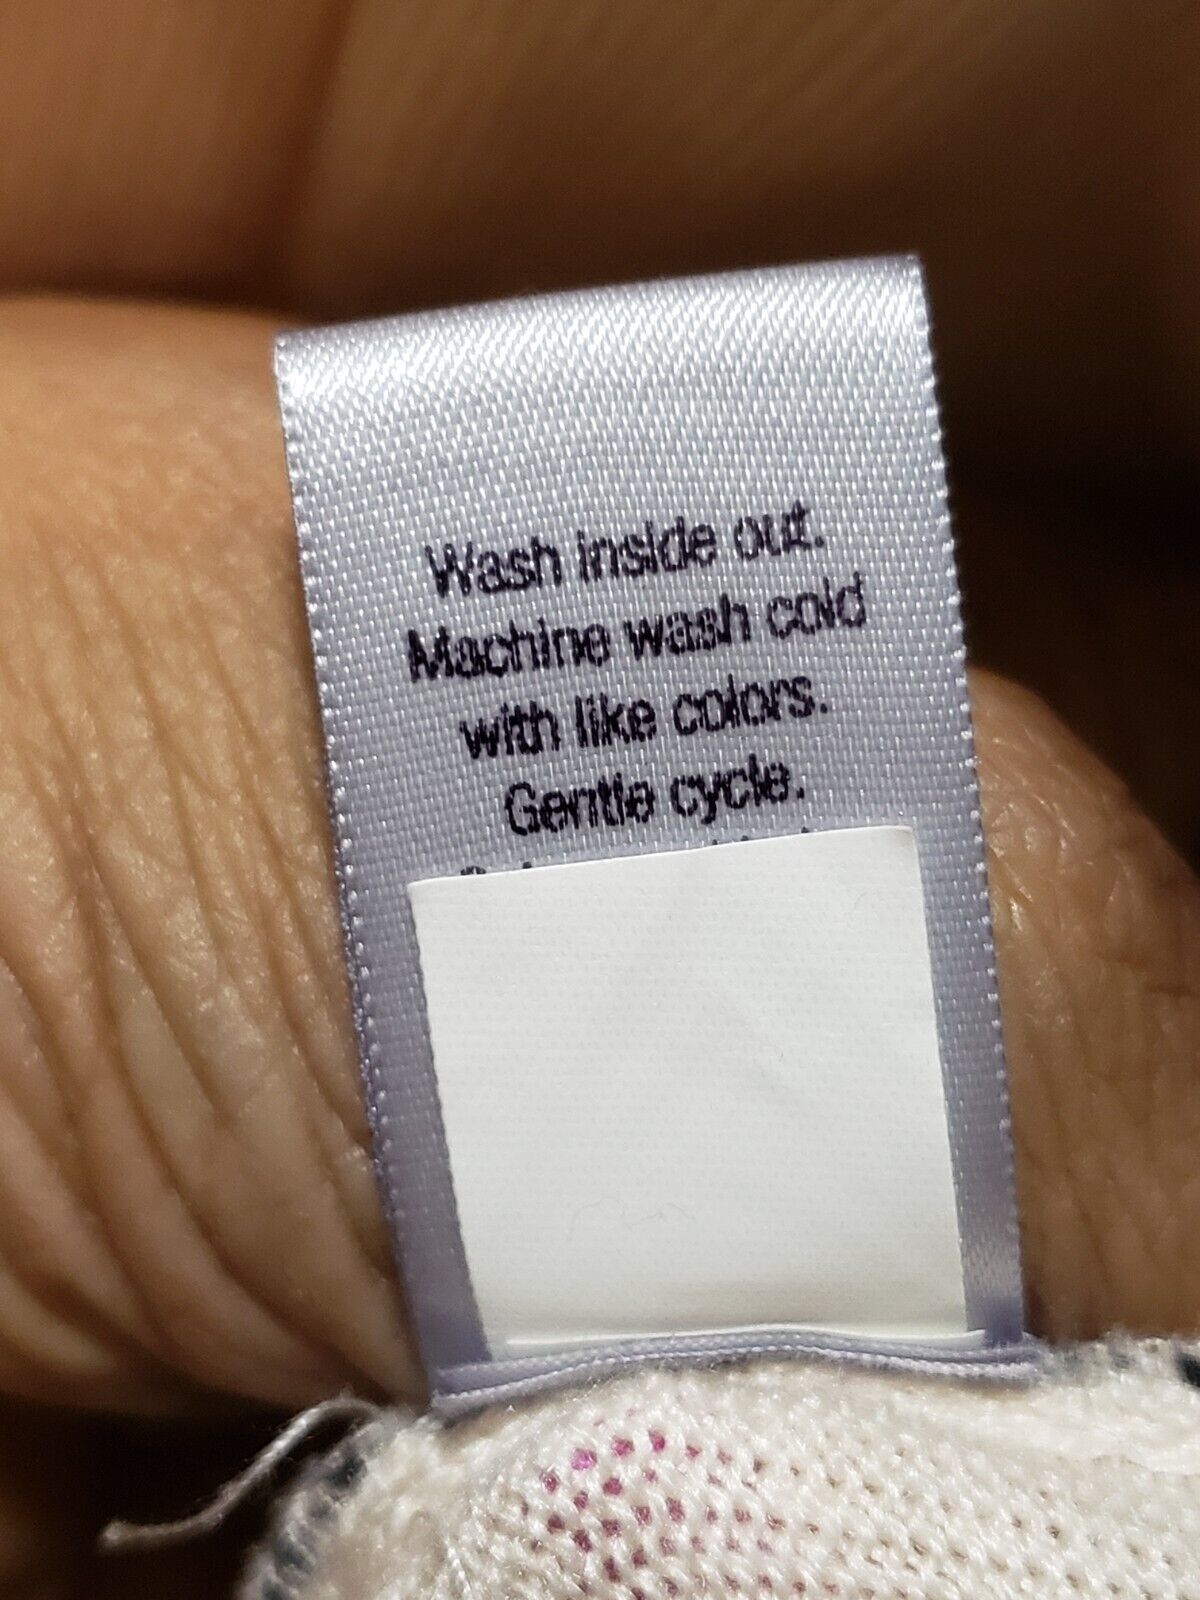 Wash inside out.
Machine wash cold
with like colors.
Gentle cycle.